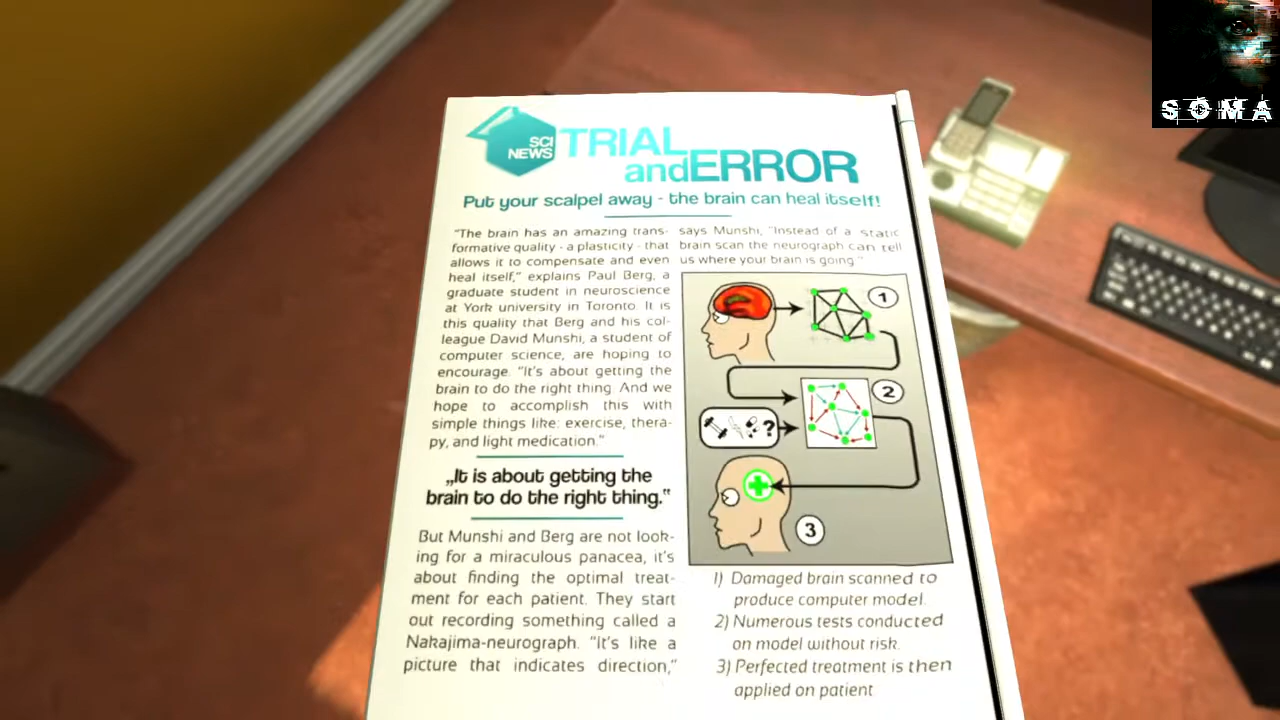 SOMA
SCI
NEWS
TRIAL
and ERROR
Put your scalpel away - the brain can heal itself!
"The brain has an amazing trans-
formative quality - a plasticity - that
allows it to compensate and even
heal itself," explains Paul Berg, a
graduate student in neuroscience
at York university in Toronto. It is
this quality that Berg and his col-
league David Munshi, a student of
computer science, are hoping to
encourage. "It's about getting the
brain to do the right thing. And we
hope to accomplish this with
simple things like: exercise, thera-
py, and light medication."
„It is about getting the
brain to do the right thing."
But Munshi and Berg are not look-
ing for a miraculous panacea, it's
about finding the optimal treat-
ment for each patient. They start
out recording something called a
Nakajima-neurograph. "It's like a
picture that indicates direction,"
says Munshi, "Instead of a static
brain scan the neurograph can tell
us where your brain is going."
1
2
?
3
1) Damaged brain scanned to
produce computer model.
2) Numerous tests conducted
on model without risk.
3) Perfected treatment is then
applied on patient